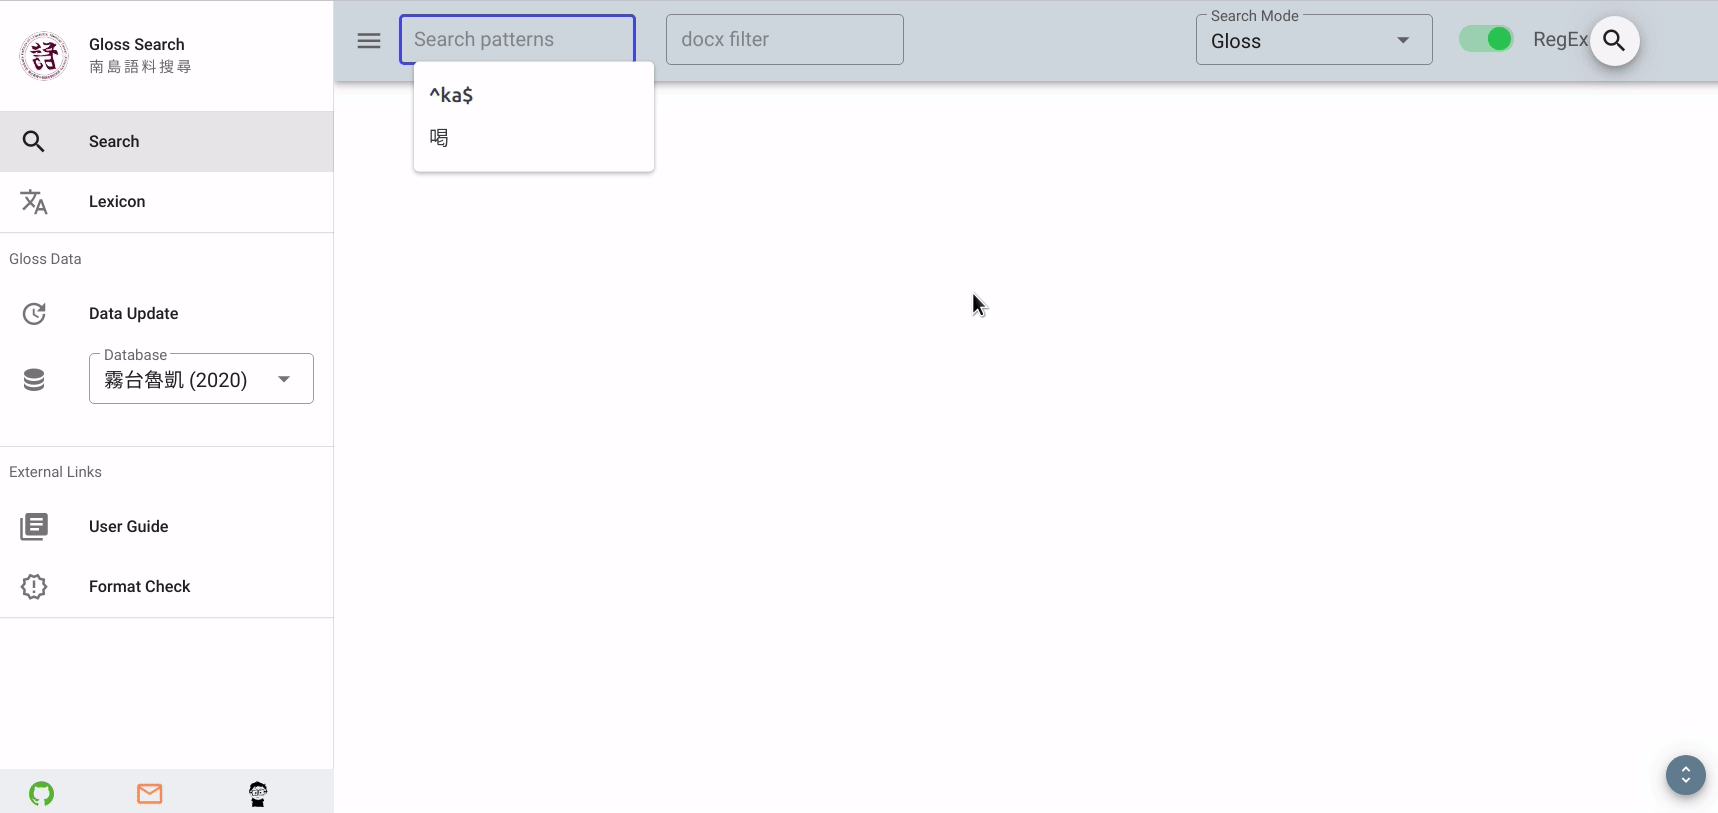 Gloss Search
南島語料搜尋
Search
Lexicon
Gloss Data
Data Update
Database
霧台魯凱 (2020)
External Links
User Guide
Format Check
Search patterns
docx filter
Search Mode
Gloss
RegEx
^ka$
喝